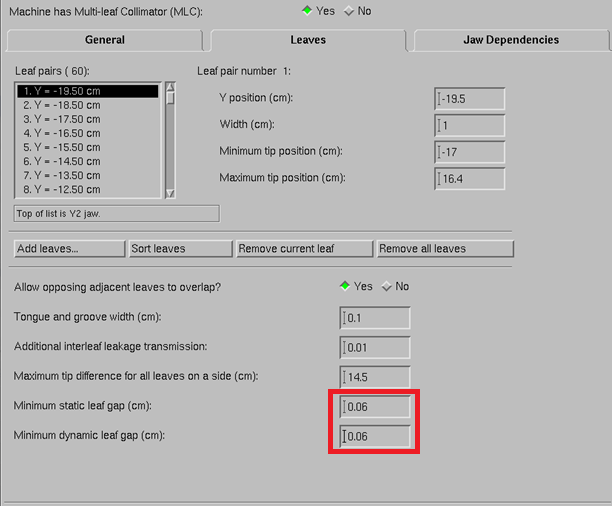 Machine has Multi-leaf Collimator (MLC): Yes No
General Leaves Jaw Dependencies
Leaf pairs ( 60): Leaf pair number 1:
1. Y = -19.50 cm
2. Y = -18.50 cm
3. Y = -17.50 cm
4. Y = -16.50 cm
5. Y = -15.50 cm
6. Y = -14.50 cm
7. Y = -13.50 cm
8. Y = -12.50 cm
Y position (cm): -19.5
Width (cm): 1
Minimum tip position (cm): -17
Maximum tip position (cm): 16.4
Top of list is Y2 jaw.
Add leaves... Sort leaves Remove current leaf Remove all leaves
Allow opposing adjacent leaves to overlap? Yes No
Tongue and groove width (cm): 0.1
Additional interleaf leakage transmission: 0.01
Maximum tip difference for all leaves on a side (cm): 14.5
Minimum static leaf gap (cm): 0.06
Minimum dynamic leaf gap (cm): 0.06